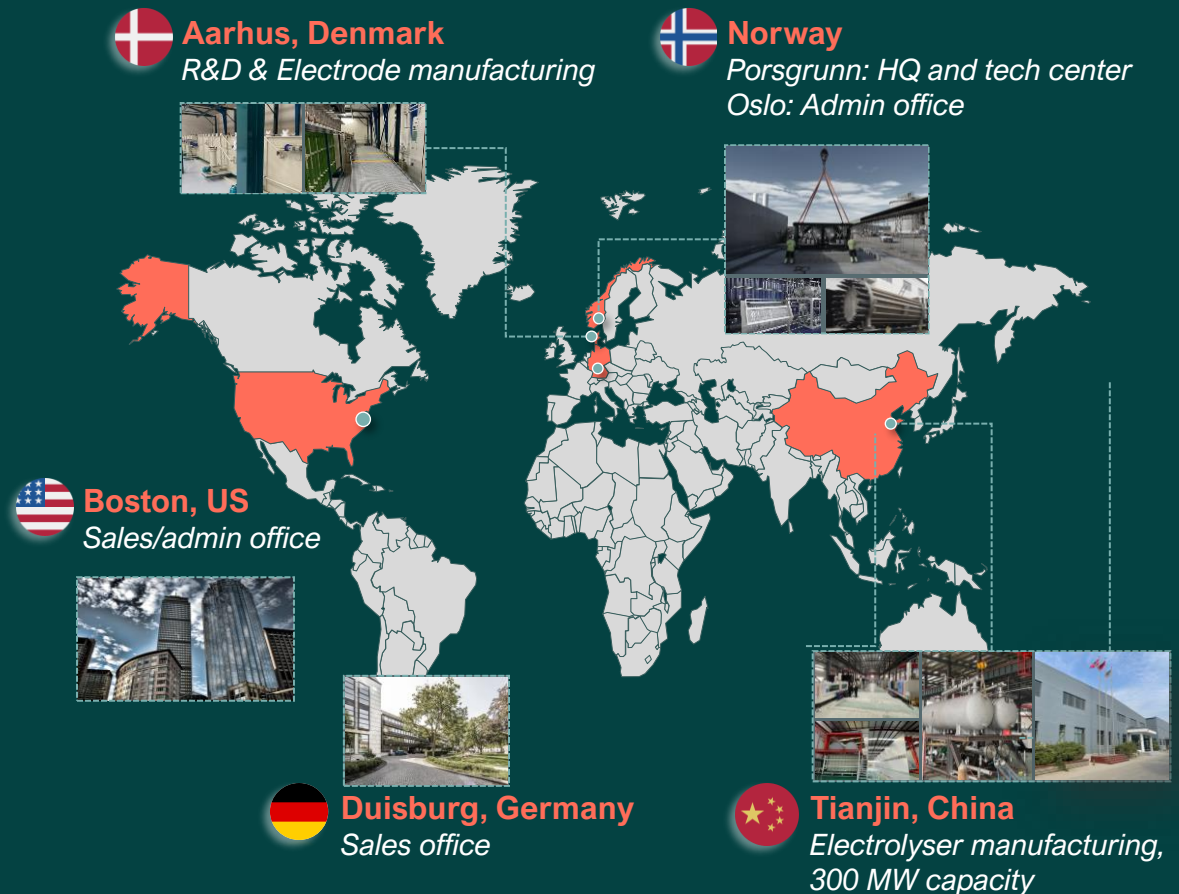 Aarhus, Denmark
R&D & Electrode manufacturing
Norway
Porsgrunn: HQ and tech center
Oslo: Admin office
Boston, US
Sales/admin office
Duisburg, Germany
Sales office
Tianjin, China
Electrolyser manufacturing,
300 MW capacity